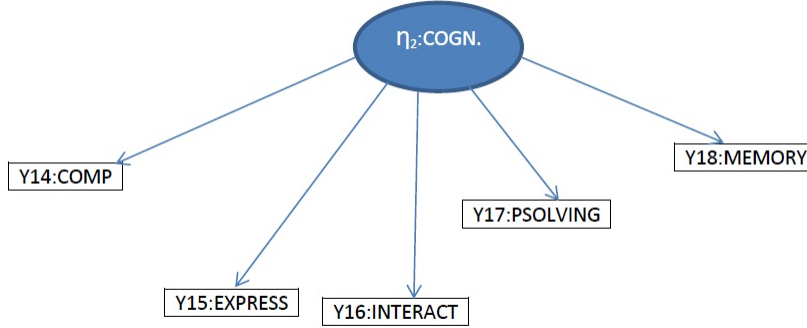 η₂:COGN.
Y14:COMP
Y18:MEMORY
Y17:PSOLVING
Y15:EXPRESS
Y16:INTERACT